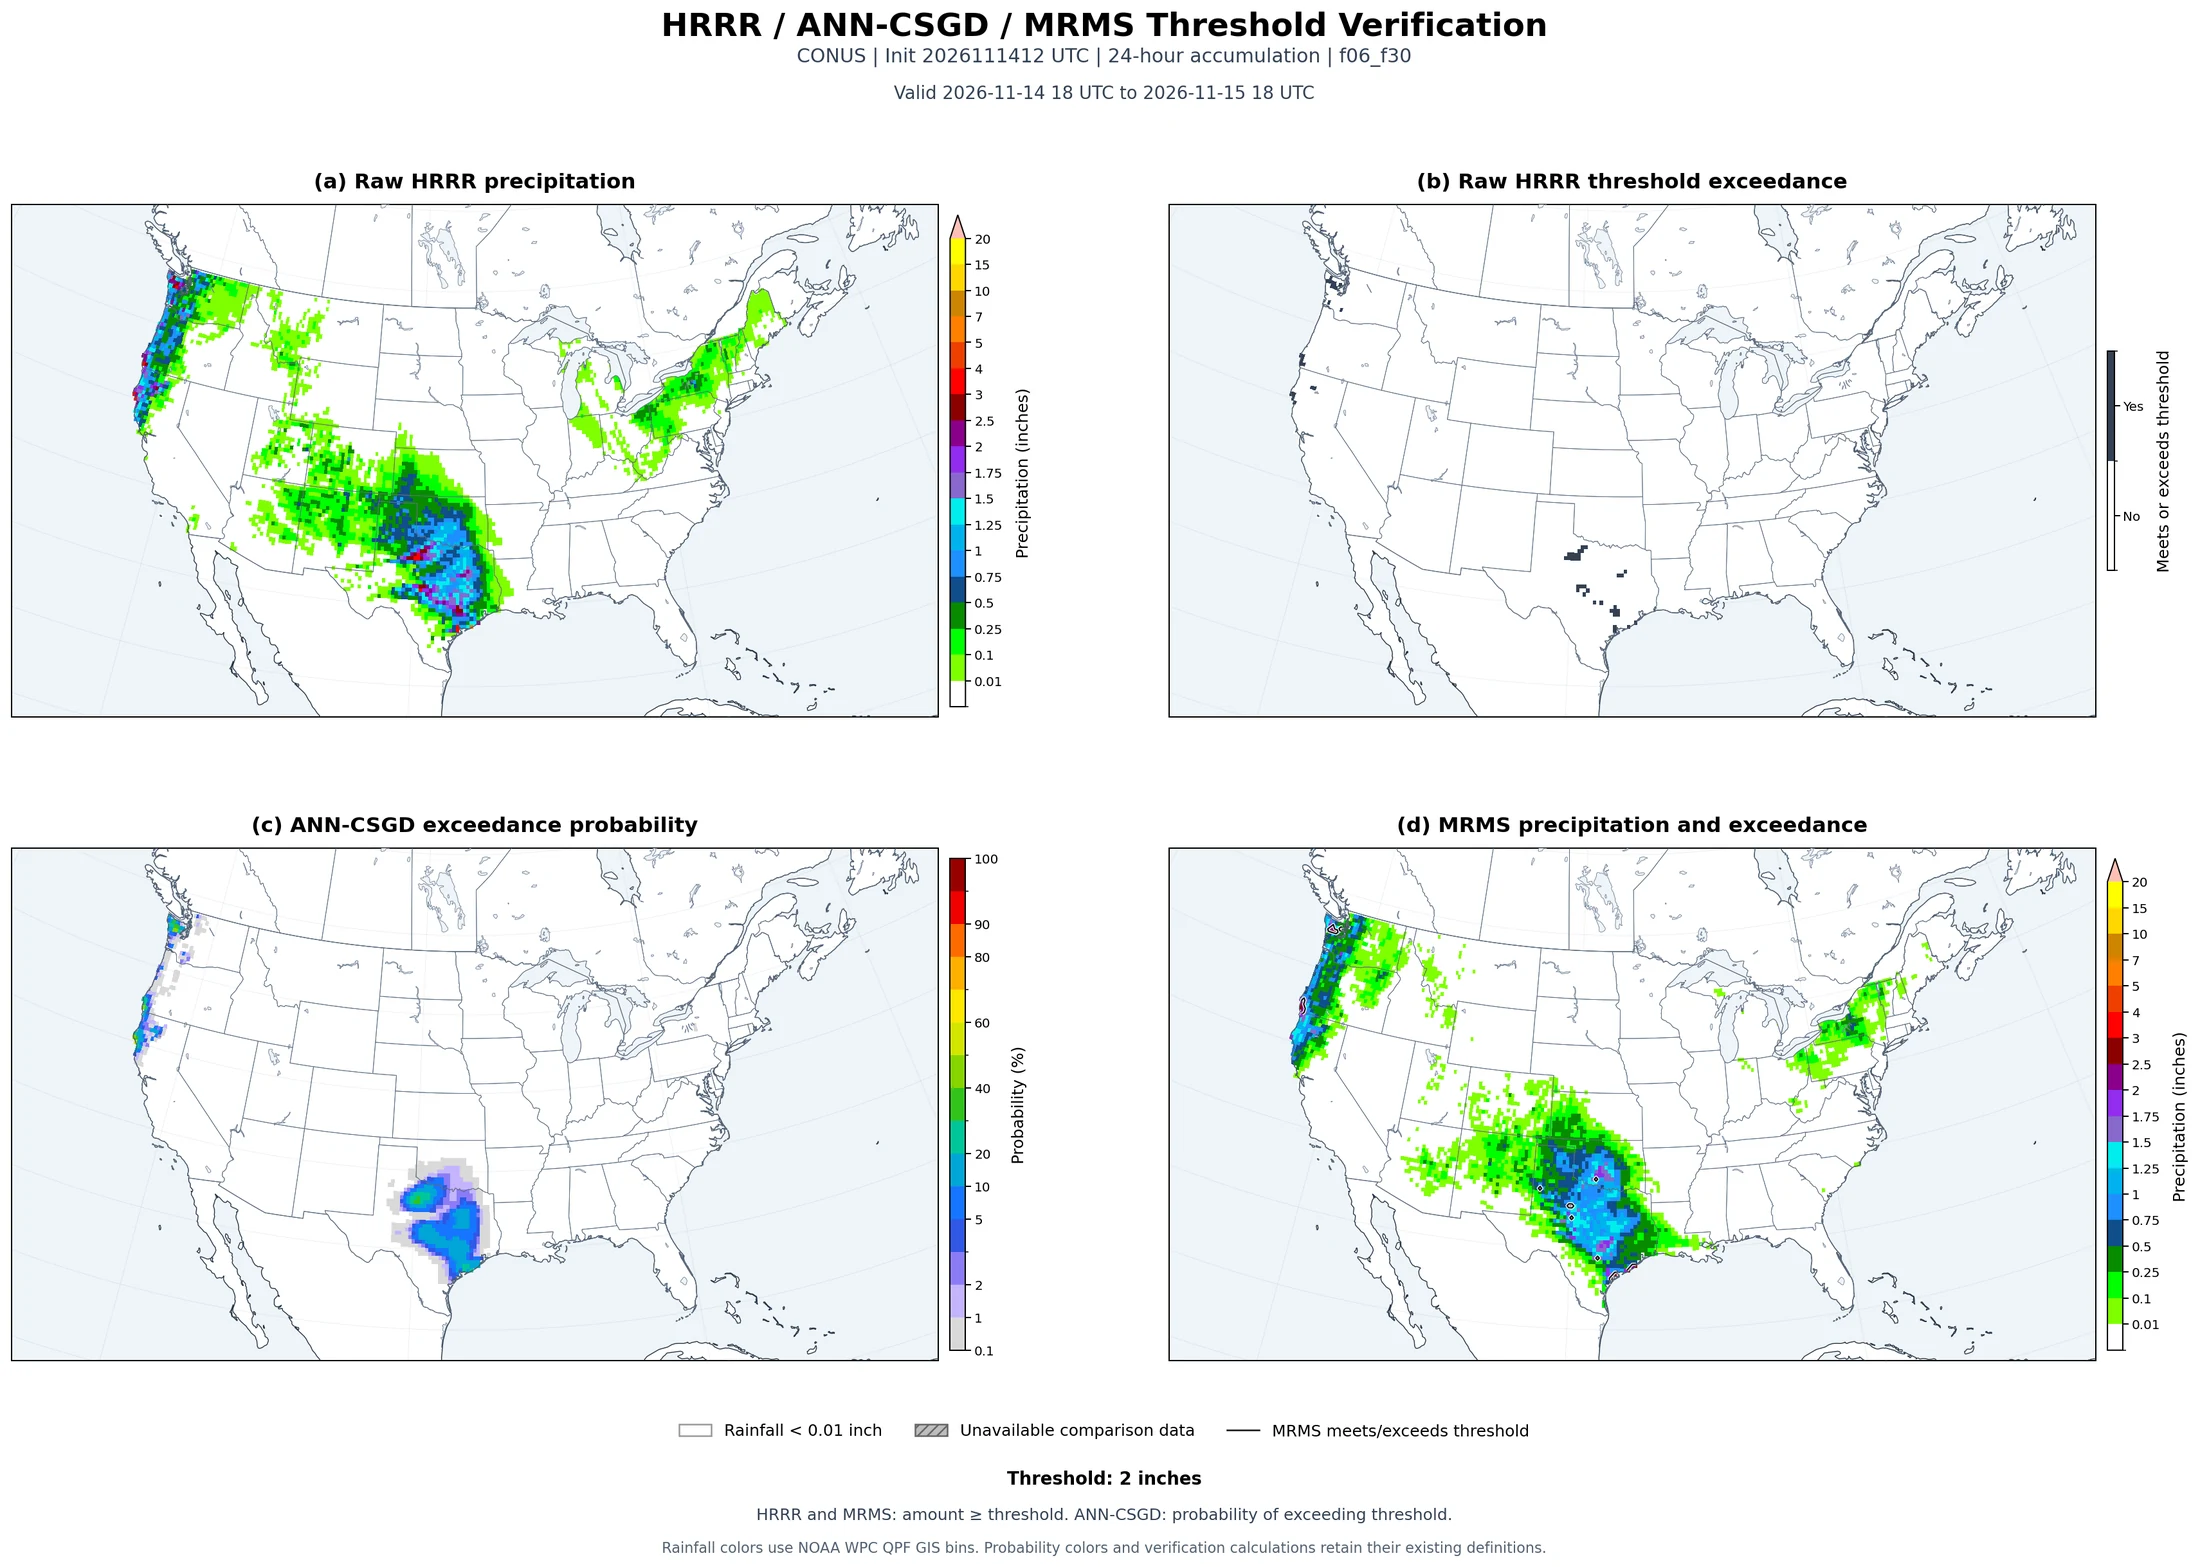 HRRR / ANN-CSGD / MRMS Threshold Verification
CONUS | Init 2026111412 UTC | 24-hour accumulation | f06_f30
Valid 2026-11-14 18 UTC to 2026-11-15 18 UTC
(a) Raw HRRR precipitation
20
15
10
7
5
4
3
2.5
2
1.75
1.5
1.25
1
0.75
0.5
0.25
0.1
0.01
Precipitation (inches)
(b) Raw HRRR threshold exceedance
Yes
No
Meets or exceeds threshold
(c) ANN-CSGD exceedance probability
100
90
80
60
40
20
10
5
2
1
0.1
Probability (%)
(d) MRMS precipitation and exceedance
20
15
10
7
5
4
3
2.5
2
1.75
1.5
1.25
1
0.75
0.5
0.25
0.1
0.01
Precipitation (inches)
Rainfall < 0.01 inch
Unavailable comparison data
MRMS meets/exceeds threshold
Threshold: 2 inches
HRRR and MRMS: amount ≥ threshold. ANN-CSGD: probability of exceeding threshold.
Rainfall colors use NOAA WPC QPF GIS bins. Probability colors and verification calculations retain their existing definitions.